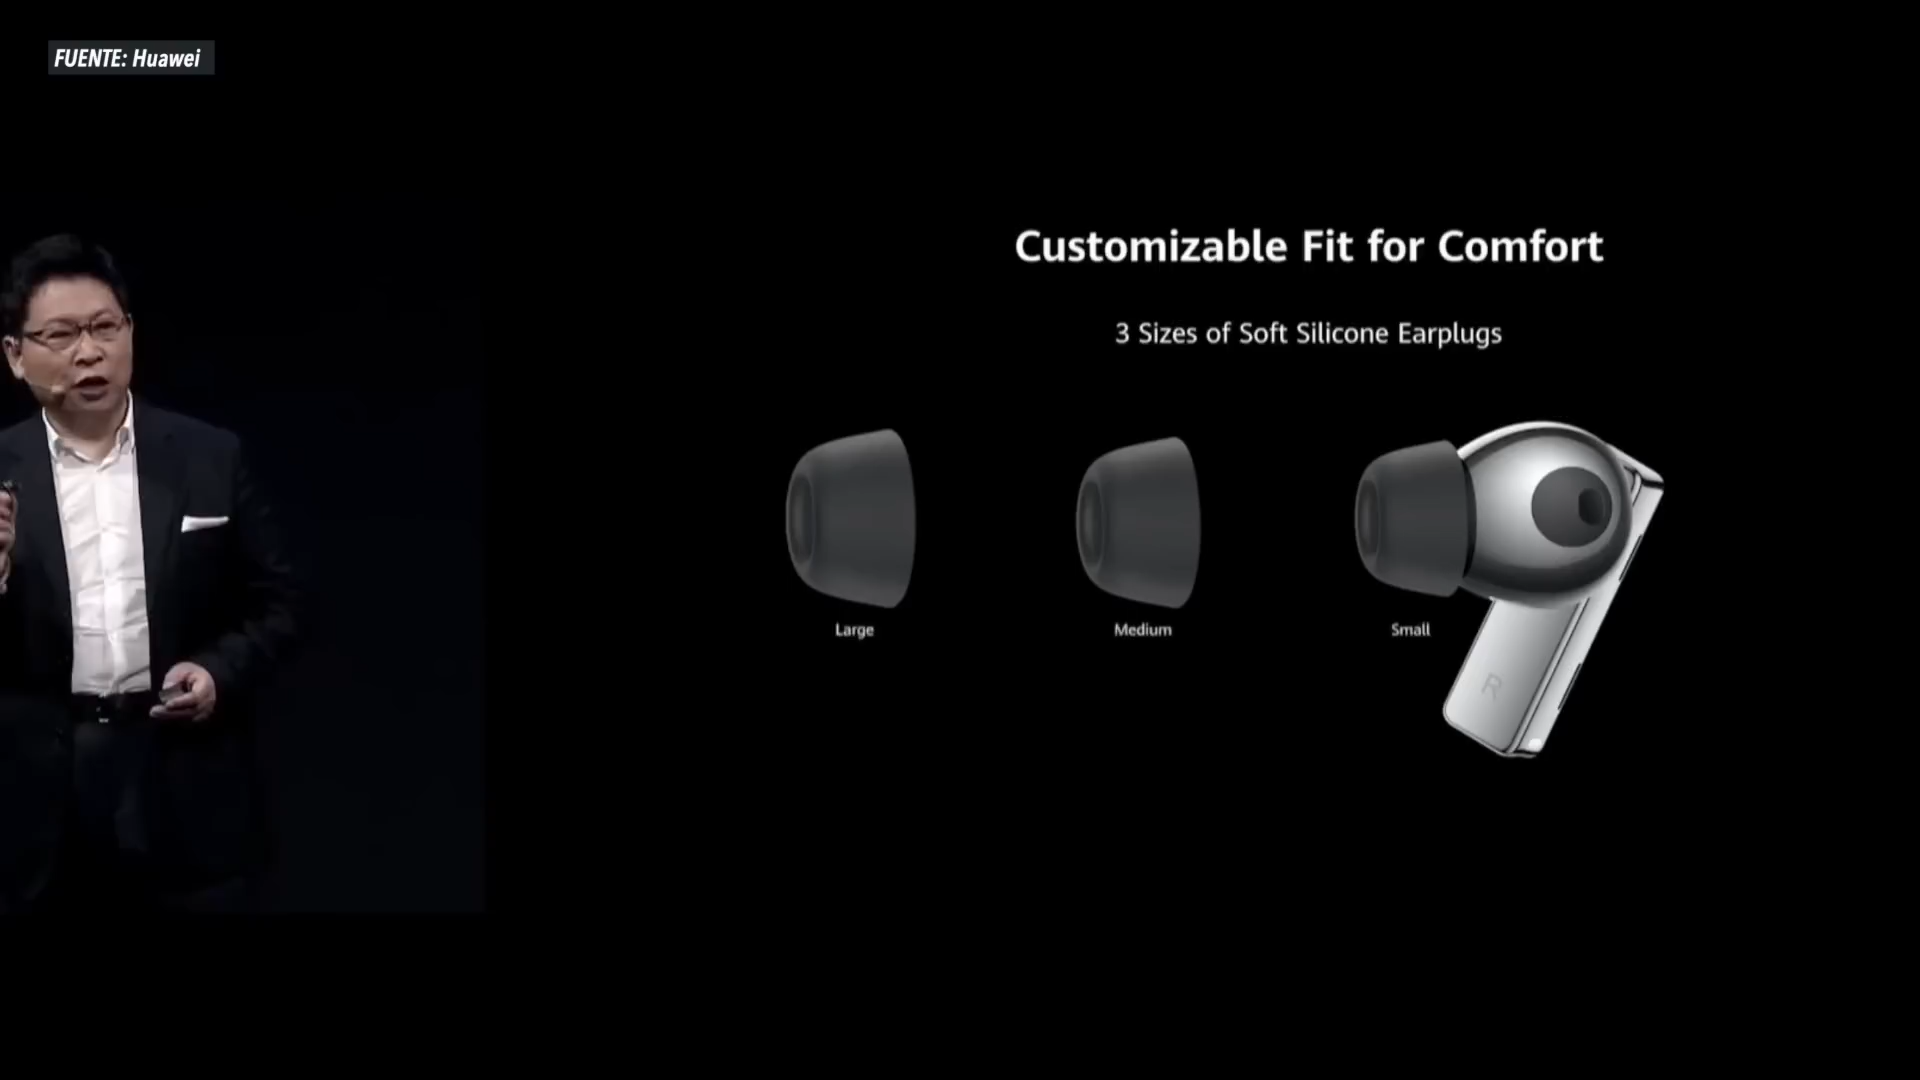 FUENTE: Huawei
Customizable Fit for Comfort
3 Sizes of Soft Silicone Earplugs
Large
Medium
Small
R